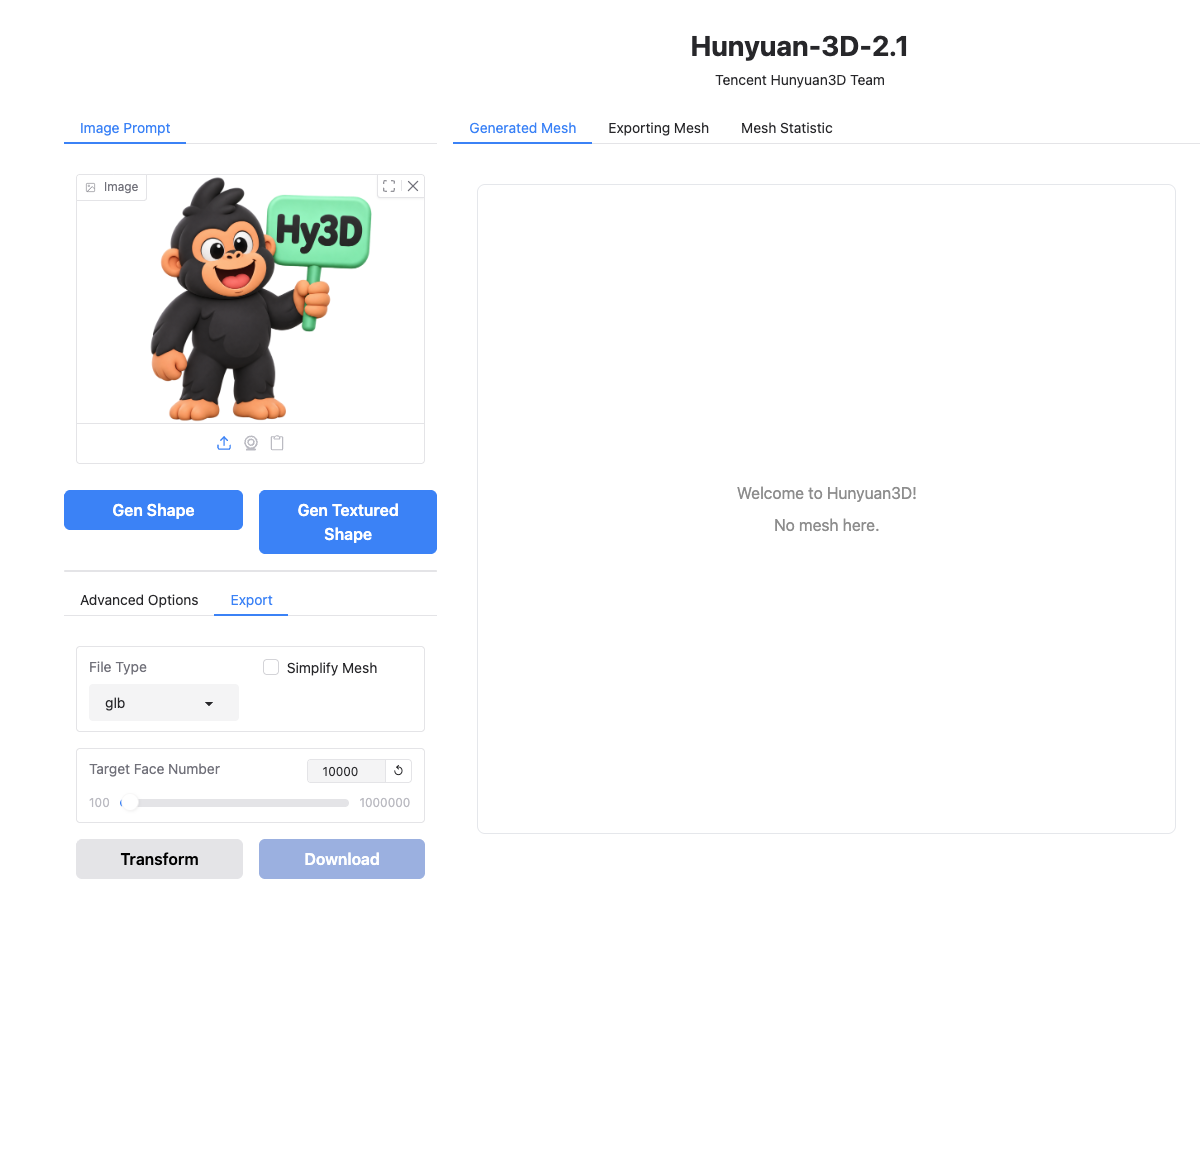 Hunyuan-3D-2.1
Tencent Hunyuan3D Team
Image Prompt
Generated Mesh
Exporting Mesh
Mesh Statistic
Image
Hy3D
Gen Shape
Gen Textured
Shape
Welcome to Hunyuan3D!
No mesh here.
Advanced Options
Export
File Type
Simplify Mesh
glb
Target Face Number
10000
100
1000000
Transform
Download